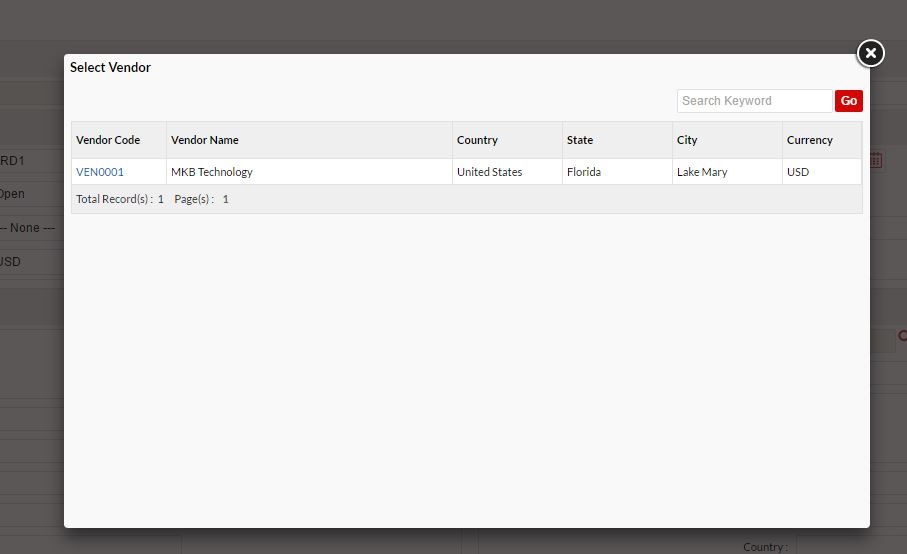 Select Vendor
Search Keyword Go
Vendor Code Vendor Name Country State City Currency
VEN0001 MKB Technology United States Florida Lake Mary USD
Total Record(s) : 1 Page(s) : 1
RD1
Open
-- None ---
USD
Country :